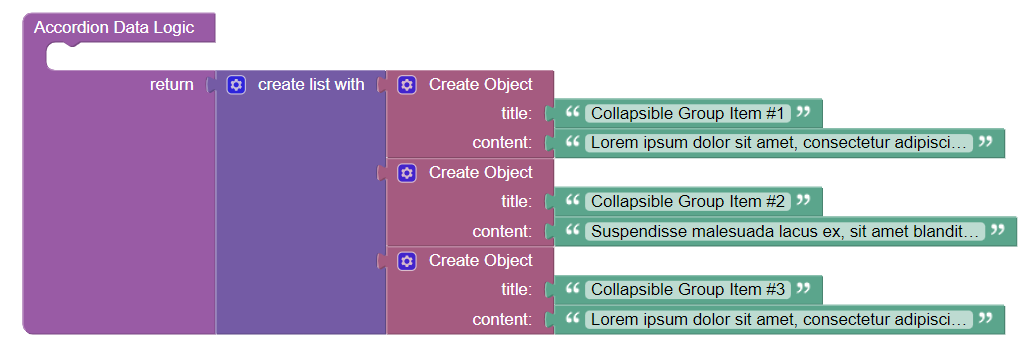 Accordion Data Logic
return create list with Create Object
title: “ Collapsible Group Item #1 ”
content: “ Lorem ipsum dolor sit amet, consectetur adipisci... ”
Create Object
title: “ Collapsible Group Item #2 ”
content: “ Suspendisse malesuada lacus ex, sit amet blandit... ”
Create Object
title: “ Collapsible Group Item #3 ”
content: “ Lorem ipsum dolor sit amet, consectetur adipisci... ”